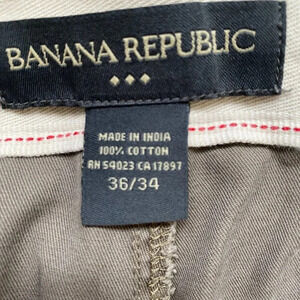 BANANA REPUBLIC
MADE IN INDIA
100% COTTON
RN 54023 CA 17897
36/34